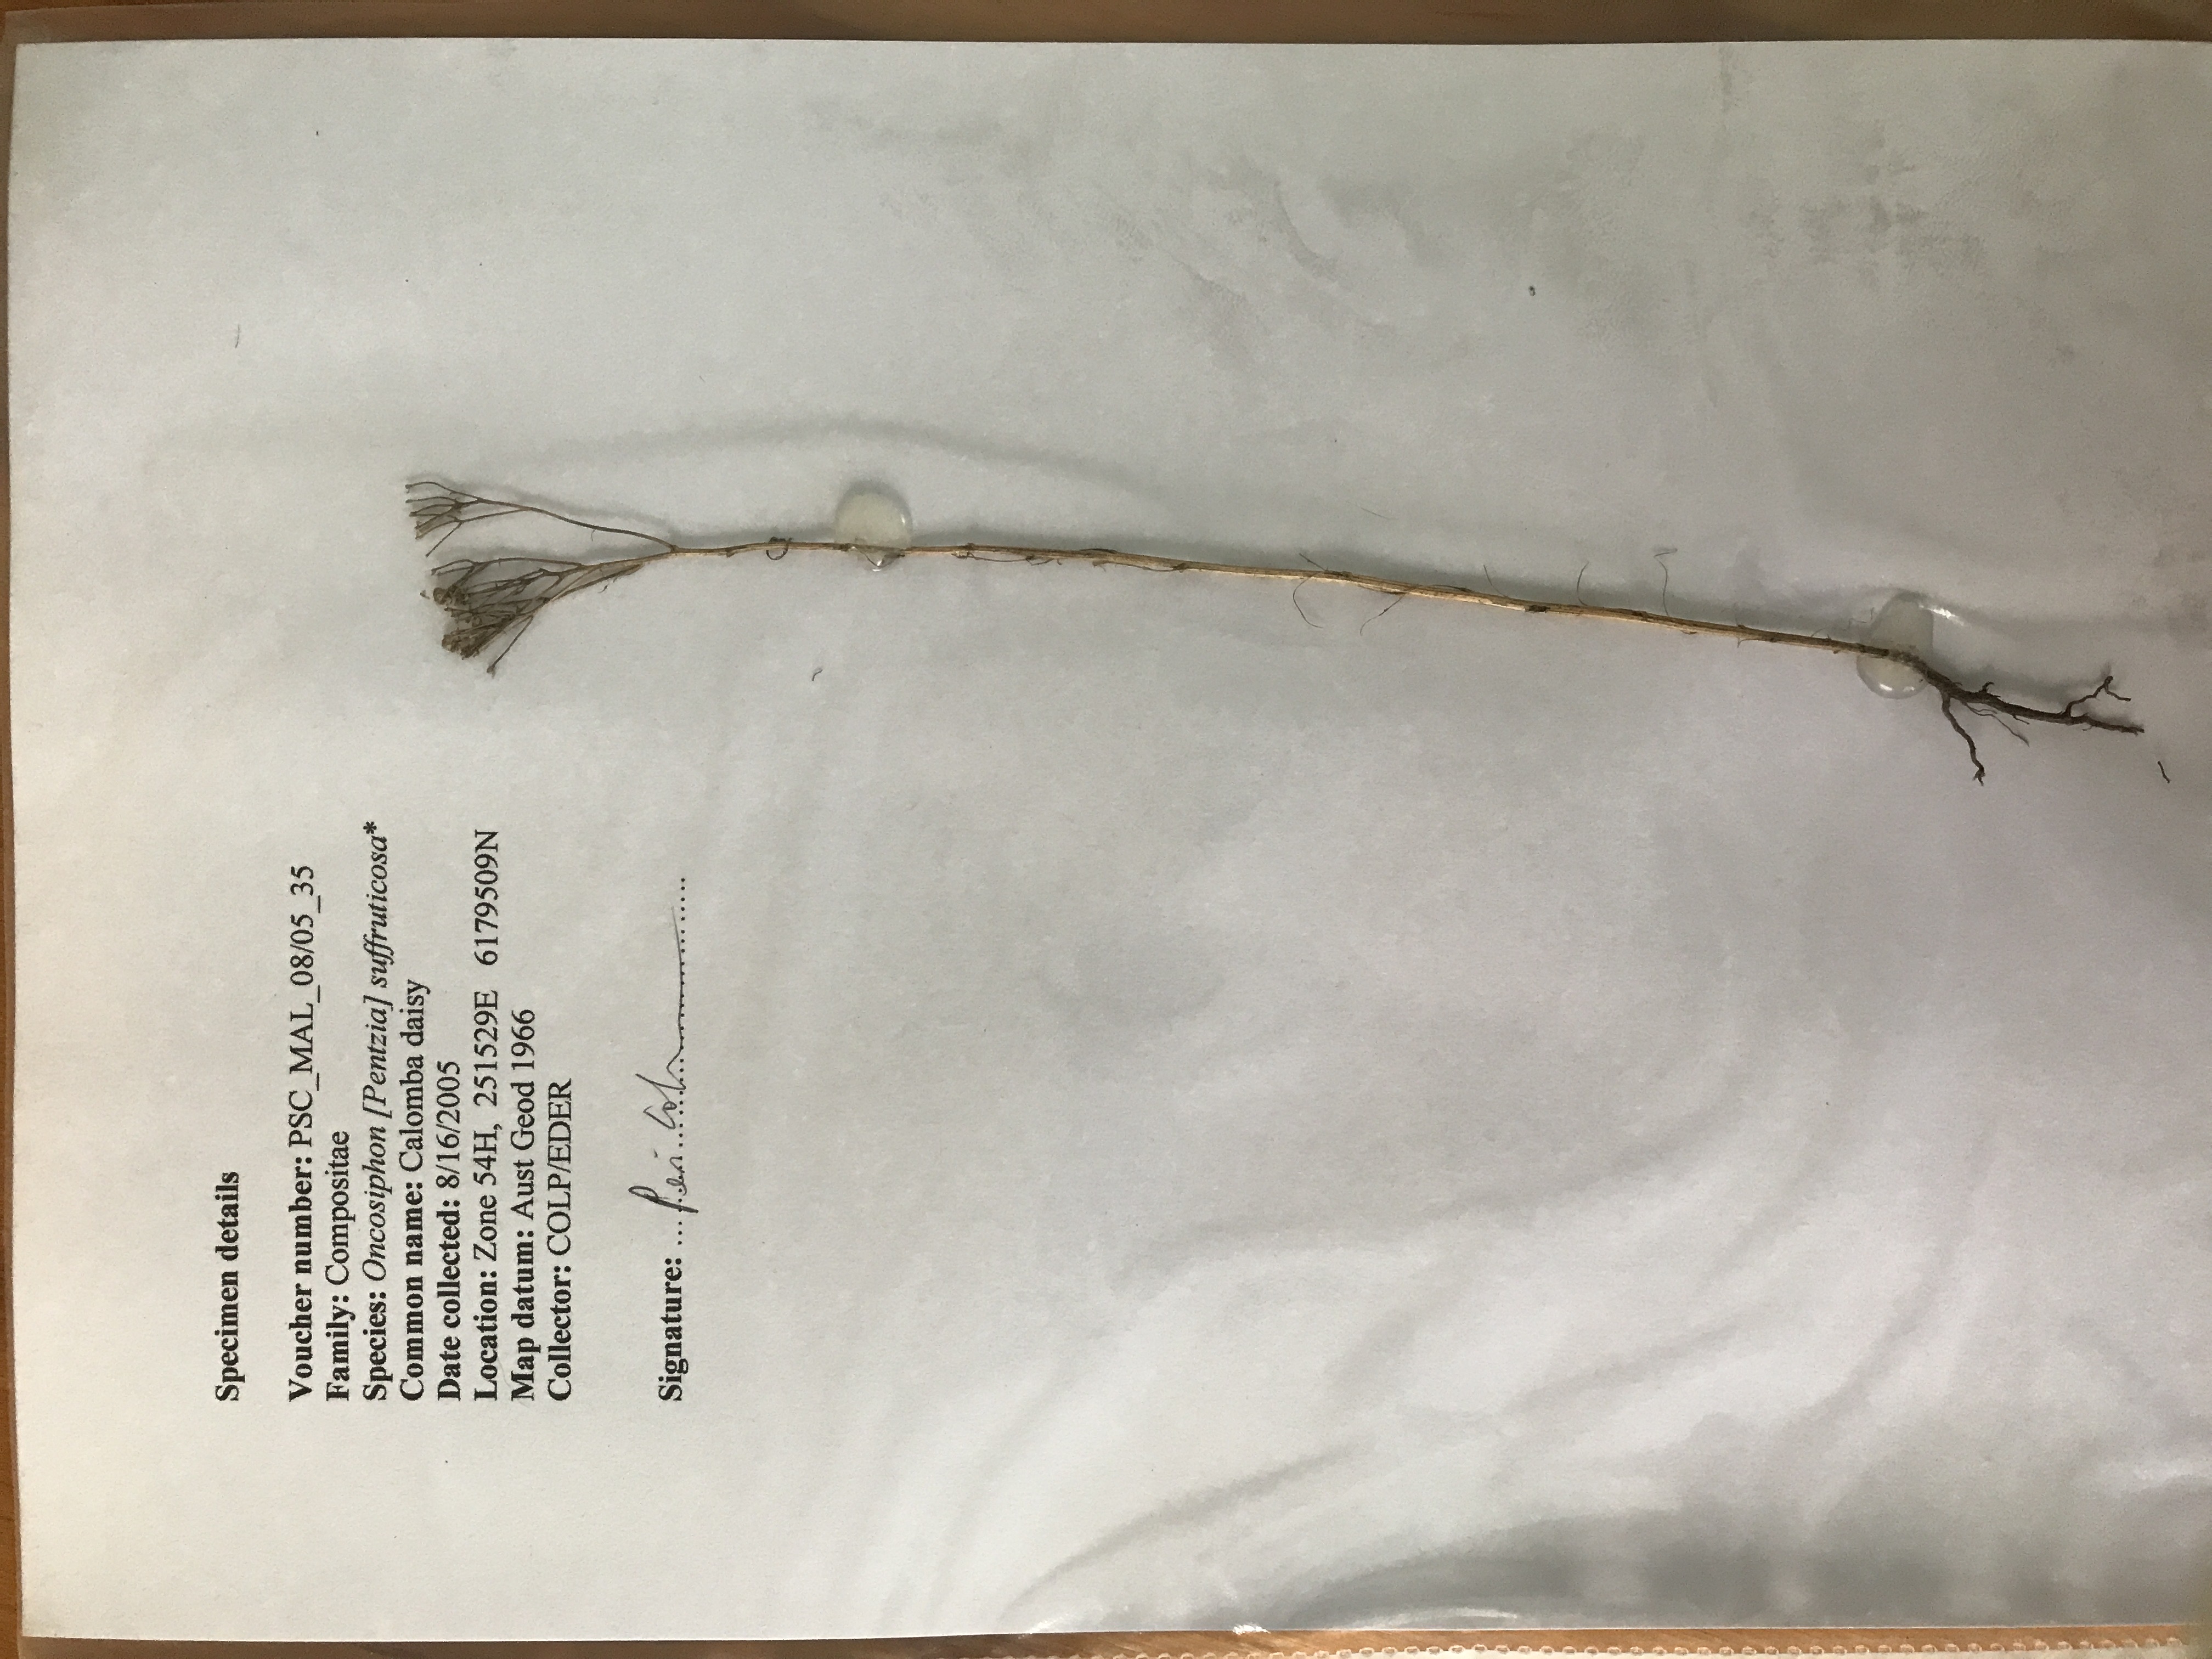 Specimen details
Voucher number: PSC_MAL_08/05_35
Family: Compositae
Species: Oncosiphon [Pentzia] suffruticosa*
Common name: Calomba daisy
Date collected: 8/16/2005
Location: Zone 54H, 251529E 6179509N
Map datum: Aust Geod 1966
Collector: COLP/EDER
Signature: